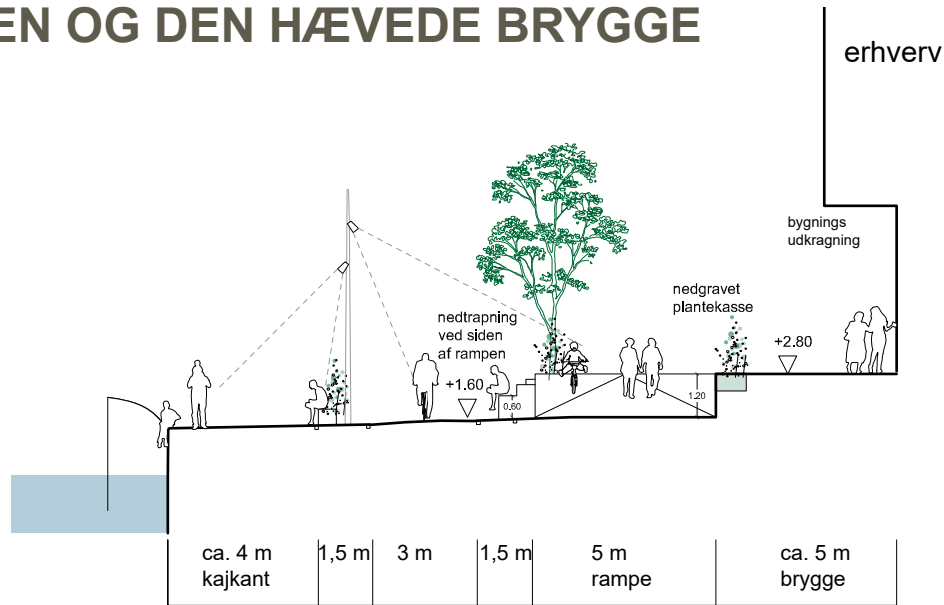 EN OG DEN HÆVEDE BRYGGE
erhverv
bygnings
udkragning
nedgravet
plantekasse
nedtrapning
ved siden
af rampen
+1.60
+2.80
0.60
1.20
ca. 4 m
kajkant
1,5 m
3 m
1,5 m
5 m
rampe
ca. 5 m
brygge